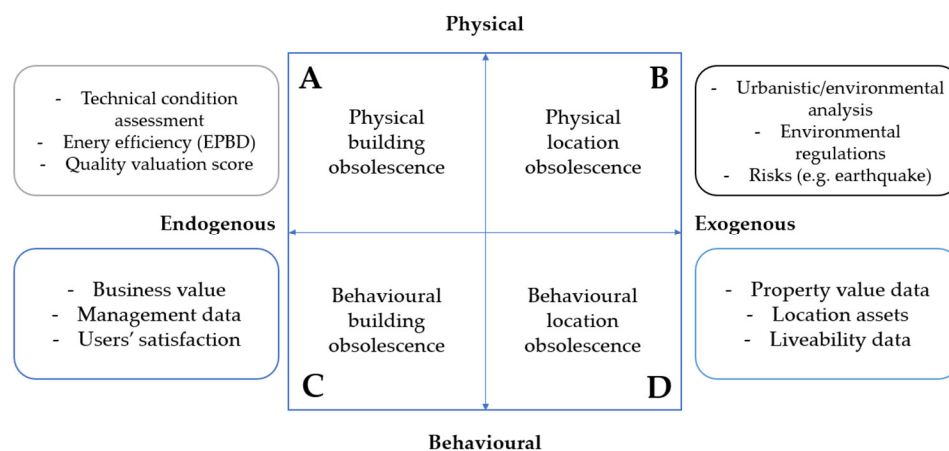 Physical
A
B
- Technical condition
assessment
- Enery efficiency (EPBD)
- Quality valuation score
Physical
building
obsolescence
Physical
location
obsolescence
- Urbanistic/environmental
analysis
- Environmental
regulations
- Risks (e.g. earthquake)
Endogenous
Exogenous
- Business value
- Management data
- Users' satisfaction
Behavioural
building
obsolescence
Behavioural
location
obsolescence
- Property value data
- Location assets
- Liveability data
C
D
Behavioural